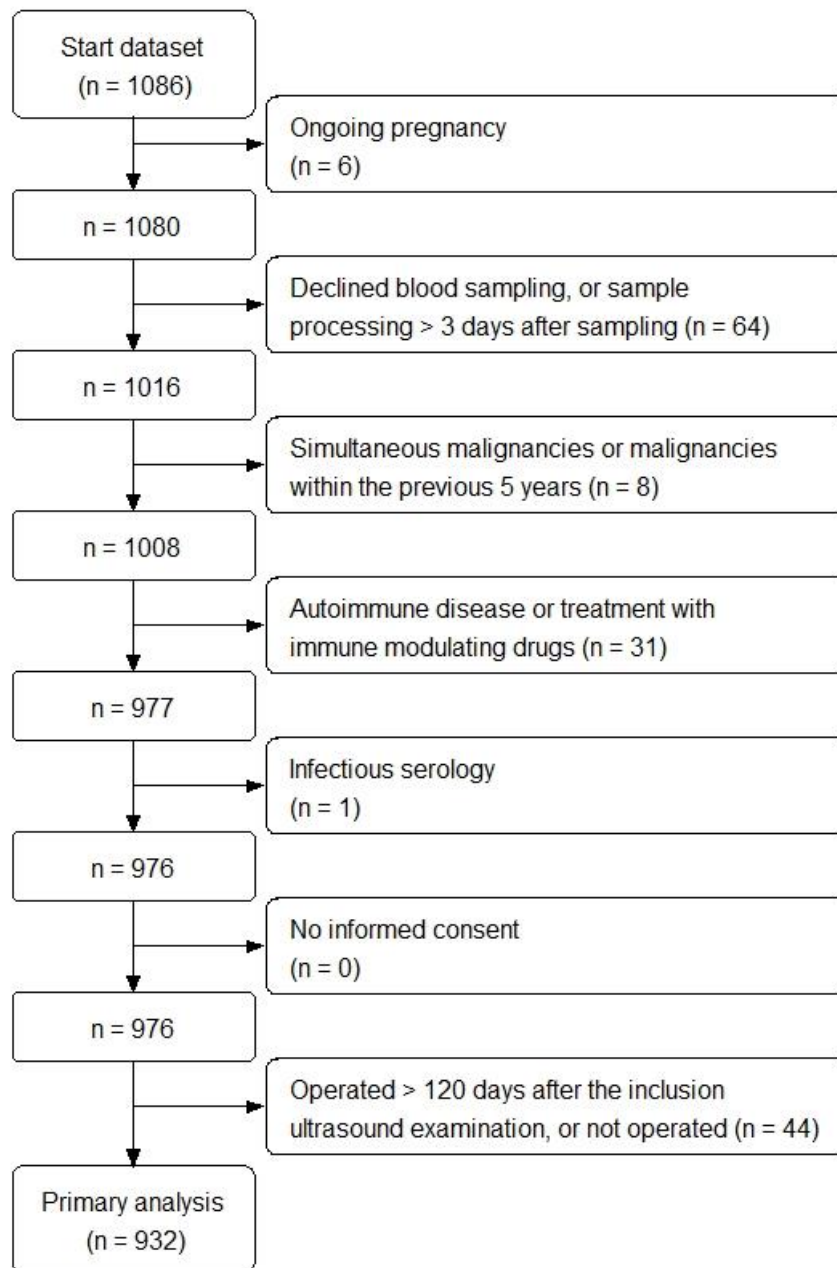 Start dataset
(n = 1086)
Ongoing pregnancy
(n = 6)
n = 1080
Declined blood sampling, or sample
processing > 3 days after sampling (n = 64)
n = 1016
Simultaneous malignancies or malignancies
within the previous 5 years (n = 8)
n = 1008
Autoimmune disease or treatment with
immune modulating drugs (n = 31)
n = 977
Infectious serology
(n = 1)
n = 976
No informed consent
(n = 0)
n = 976
Operated > 120 days after the inclusion
ultrasound examination, or not operated (n = 44)
Primary analysis
(n = 932)